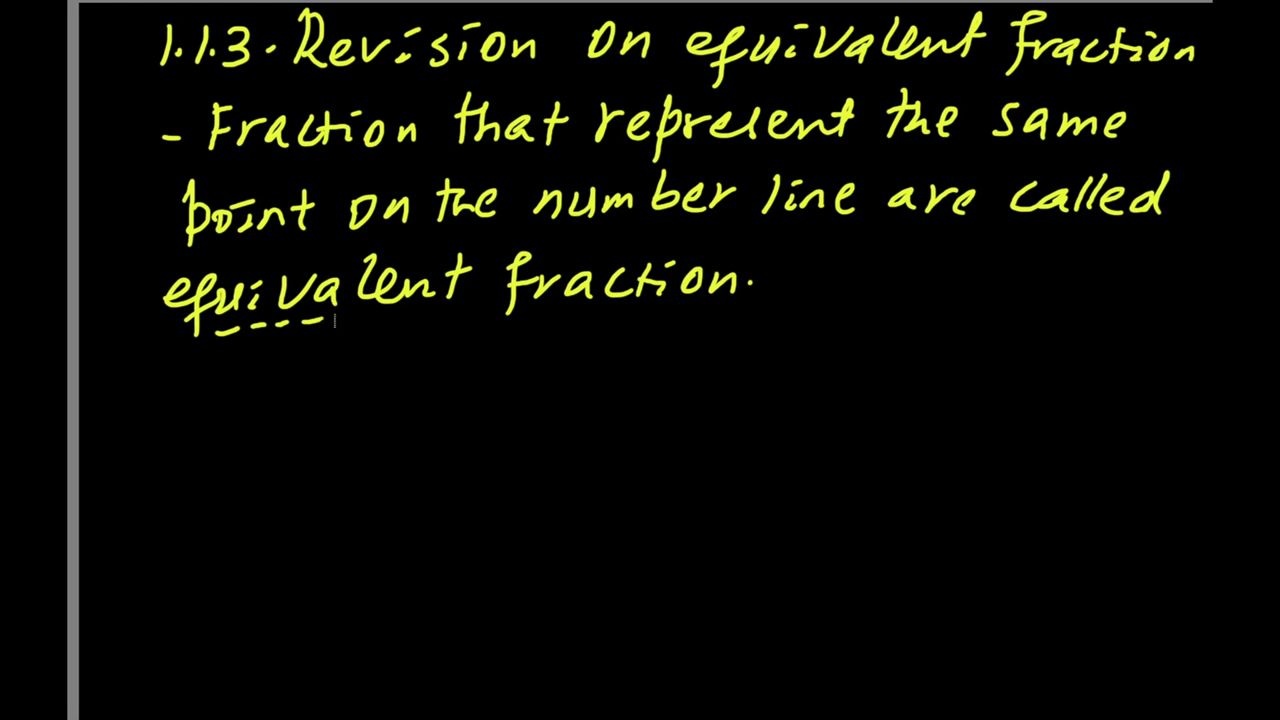 1.1.3. Revision on equivalent fraction
- Fraction that represent the same
point on the number line are called
equivalent fraction.